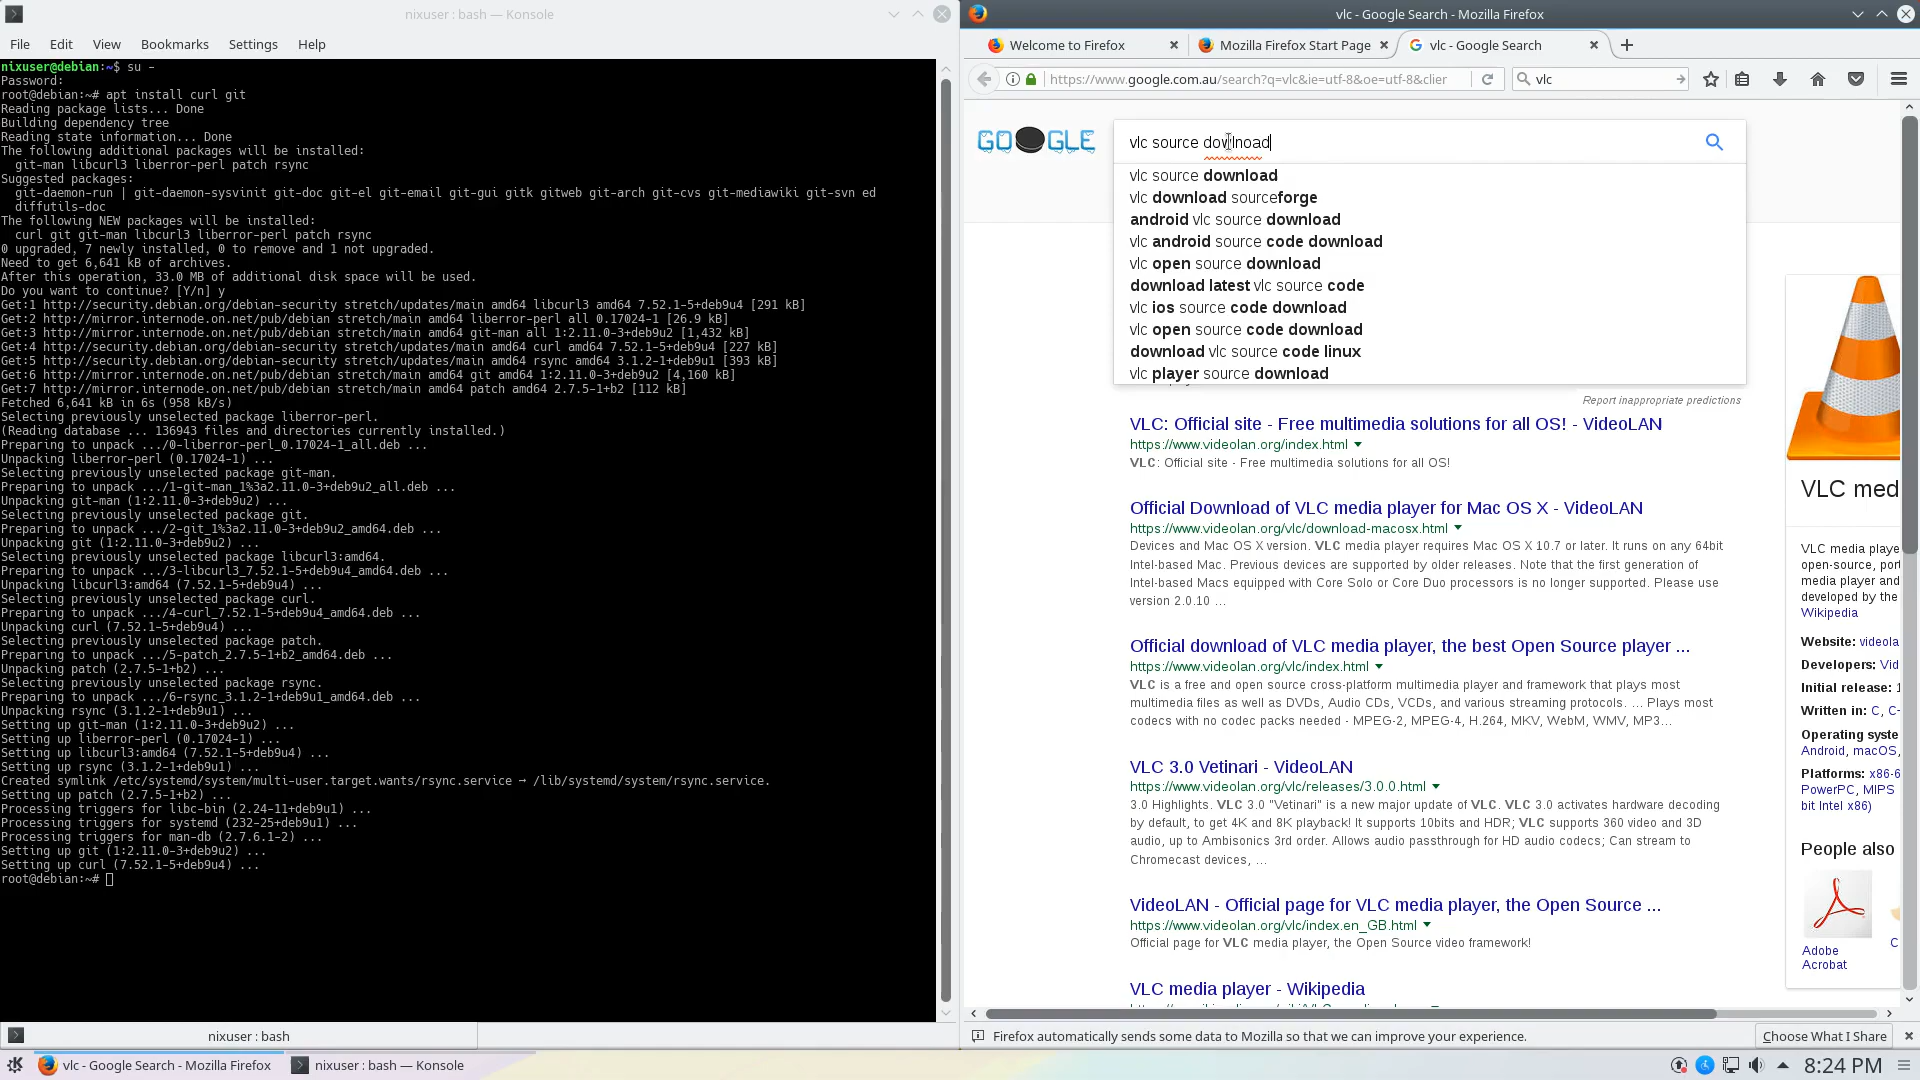 nixuser : bash — Konsole
File Edit View Bookmarks Settings Help
nixuser@debian:~$ su -
Password:
root@debian:~# apt install curl git
Reading package lists... Done
Building dependency tree
Reading state information... Done
The following additional packages will be installed:
git-man libcurl3 liberror-perl patch rsync
Suggested packages:
git-daemon-run | git-daemon-sysvinit git-doc git-el git-email git-gui gitk gitweb git-arch git-cvs git-mediawiki git-svn ed
diffutils-doc
The following NEW packages will be installed:
curl git git-man libcurl3 liberror-perl patch rsync
0 upgraded, 7 newly installed, 0 to remove and 1 not upgraded.
Need to get 6,641 kB of archives.
After this operation, 33.0 MB of additional disk space will be used.
Do you want to continue? [Y/n] y
Get:1 http://security.debian.org/debian-security stretch/updates/main amd64 libcurl3 amd64 7.52.1-5+deb9u4 [291 kB]
Get:2 http://mirror.internode.on.net/pub/debian stretch/main amd64 liberror-perl all 0.17024-1 [26.9 kB]
Get:3 http://mirror.internode.on.net/pub/debian stretch/main amd64 git-man all 1:2.11.0-3+deb9u2 [1,432 kB]
Get:4 http://security.debian.org/debian-security stretch/updates/main amd64 curl amd64 7.52.1-5+deb9u4 [227 kB]
Get:5 http://security.debian.org/debian-security stretch/updates/main amd64 rsync amd64 3.1.2-1+deb9u1 [393 kB]
Get:6 http://mirror.internode.on.net/pub/debian stretch/main amd64 git amd64 1:2.11.0-3+deb9u2 [4,160 kB]
Get:7 http://mirror.internode.on.net/pub/debian stretch/main amd64 patch amd64 2.7.5-1+b2 [112 kB]
Fetched 6,641 kB in 6s (958 kB/s)
Selecting previously unselected package liberror-perl.
(Reading database ... 136943 files and directories currently installed.)
Preparing to unpack .../0-liberror-perl_0.17024-1_all.deb ...
Unpacking liberror-perl (0.17024-1) ...
Selecting previously unselected package git-man.
Preparing to unpack .../1-git-man_1%3a2.11.0-3+deb9u2_all.deb ...
Unpacking git-man (1:2.11.0-3+deb9u2) ...
Selecting previously unselected package git.
Preparing to unpack .../2-git_1%3a2.11.0-3+deb9u2_amd64.deb ...
Unpacking git (1:2.11.0-3+deb9u2) ...
Selecting previously unselected package libcurl3:amd64.
Preparing to unpack .../3-libcurl3_7.52.1-5+deb9u4_amd64.deb ...
Unpacking libcurl3:amd64 (7.52.1-5+deb9u4) ...
Selecting previously unselected package curl.
Preparing to unpack .../4-curl_7.52.1-5+deb9u4_amd64.deb ...
Unpacking curl (7.52.1-5+deb9u4) ...
Selecting previously unselected package patch.
Preparing to unpack .../5-patch_2.7.5-1+b2_amd64.deb ...
Unpacking patch (2.7.5-1+b2) ...
Selecting previously unselected package rsync.
Preparing to unpack .../6-rsync_3.1.2-1+deb9u1_amd64.deb ...
Unpacking rsync (3.1.2-1+deb9u1) ...
Setting up git-man (1:2.11.0-3+deb9u2) ...
Setting up liberror-perl (0.17024-1) ...
Setting up libcurl3:amd64 (7.52.1-5+deb9u4) ...
Setting up rsync (3.1.2-1+deb9u1) ...
Created symlink /etc/systemd/system/multi-user.target.wants/rsync.service → /lib/systemd/system/rsync.service.
Setting up patch (2.7.5-1+b2) ...
Processing triggers for libc-bin (2.24-11+deb9u1) ...
Processing triggers for systemd (232-25+deb9u1) ...
Processing triggers for man-db (2.7.6.1-2) ...
Setting up git (1:2.11.0-3+deb9u2) ...
Setting up curl (7.52.1-5+deb9u4) ...
root@debian:~#
nixuser : bash
vlc - Google Search - Mozilla Firefox
Welcome to Firefox
Mozilla Firefox Start Page
vlc - Google Search
https://www.google.com.au/search?q=vlc&ie=utf-8&oe=utf-8&clien
vlc
GOOGLE
vlc source dowlnoad
vlc source download
vlc download sourceforge
android vlc source download
vlc android source code download
vlc open source download
download latest vlc source code
vlc ios source code download
vlc open source code download
download vlc source code linux
vlc player source download
Report inappropriate predictions
VLC: Official site - Free multimedia solutions for all OS! - VideoLAN
https://www.videolan.org/index.html
VLC: Official site - Free multimedia solutions for all OS!
Official Download of VLC media player for Mac OS X - VideoLAN
https://www.videolan.org/vlc/download-macosx.html
Devices and Mac OS X version. VLC media player requires Mac OS X 10.7 or later. It runs on any 64bit
Intel-based Mac. Previous devices are supported by older releases. Note that the first generation of
Intel-based Macs equipped with Core Solo or Core Duo processors is no longer supported. Please use
version 2.0.10 ...
Official download of VLC media player, the best Open Source player ...
https://www.videolan.org/vlc/index.html
VLC is a free and open source cross-platform multimedia player and framework that plays most
multimedia files as well as DVDs, Audio CDs, VCDs, and various streaming protocols. ... Plays most
codecs with no codec packs needed - MPEG-2, MPEG-4, H.264, MKV, WebM, WMV, MP3...
VLC 3.0 Vetinari - VideoLAN
https://www.videolan.org/vlc/releases/3.0.0.html
3.0 Highlights. VLC 3.0 "Vetinari" is a new major update of VLC. VLC 3.0 activates hardware decoding
by default, to get 4K and 8K playback! It supports 10bits and HDR; VLC supports 360 video and 3D
audio, up to Ambisonics 3rd order. Allows audio passthrough for HD audio codecs; Can stream to
Chromecast devices, ...
VideoLAN - Official page for VLC media player, the Open Source ...
https://www.videolan.org/vlc/index.en_GB.html
Official page for VLC media player, the Open Source video framework!
VLC media player - Wikipedia
VLC med
VLC media playe
open-source, port
media player and
developed by the
Wikipedia
Website: videola
Developers: Vid
Initial release: 1
Written in: C, C-
Operating syste
Android, macOS,
Platforms: x86-6
PowerPC, MIPS
bit Intel x86)
People also
Adobe
Acrobat
C
Firefox automatically sends some data to Mozilla so that we can improve your experience.
Choose What I Share
vlc - Google Search - Mozilla Firefox
nixuser : bash — Konsole
8:24 PM